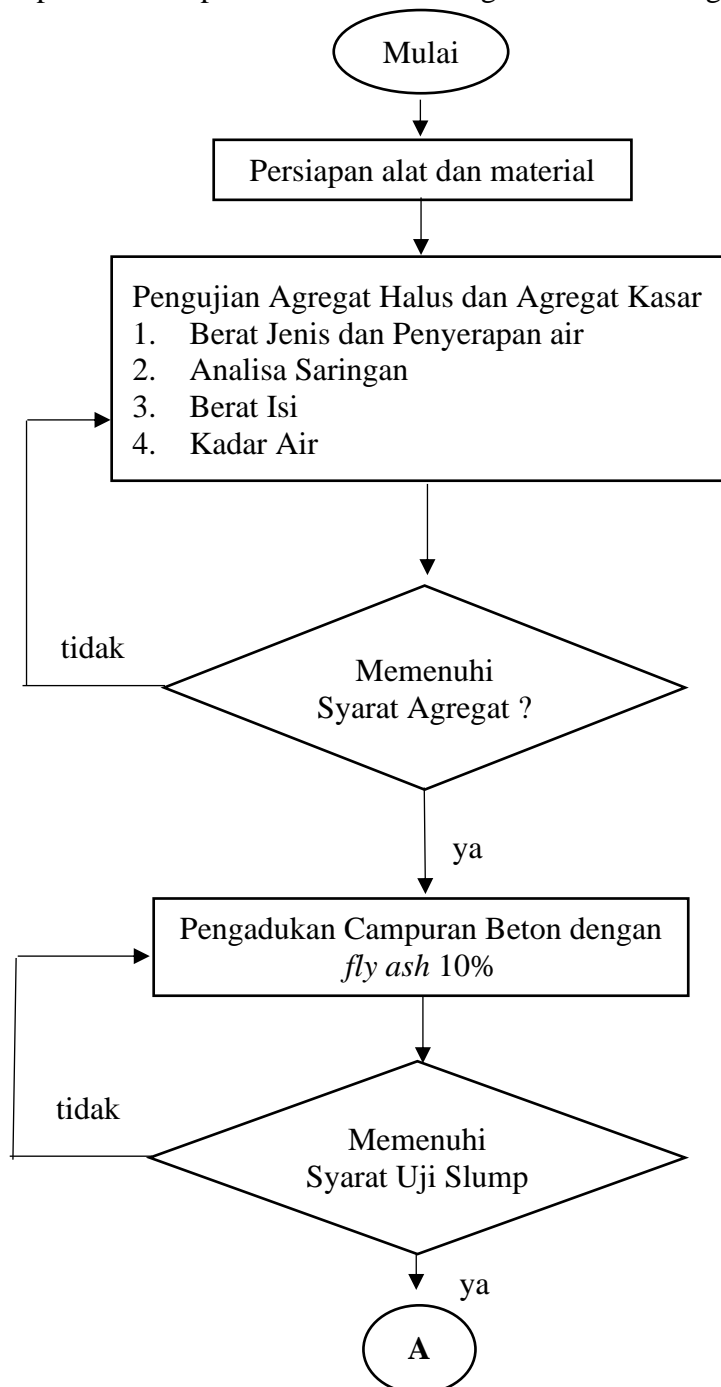 Mulai
Persiapan alat dan material
Pengujian Agregat Halus dan Agregat Kasar
1. Berat Jenis dan Penyerapan air
2. Analisa Saringan
3. Berat Isi
4. Kadar Air
tidak
Memenuhi
Syarat Agregat ?
ya
Pengadukan Campuran Beton dengan
fly ash 10%
tidak
Memenuhi
Syarat Uji Slump
ya
A